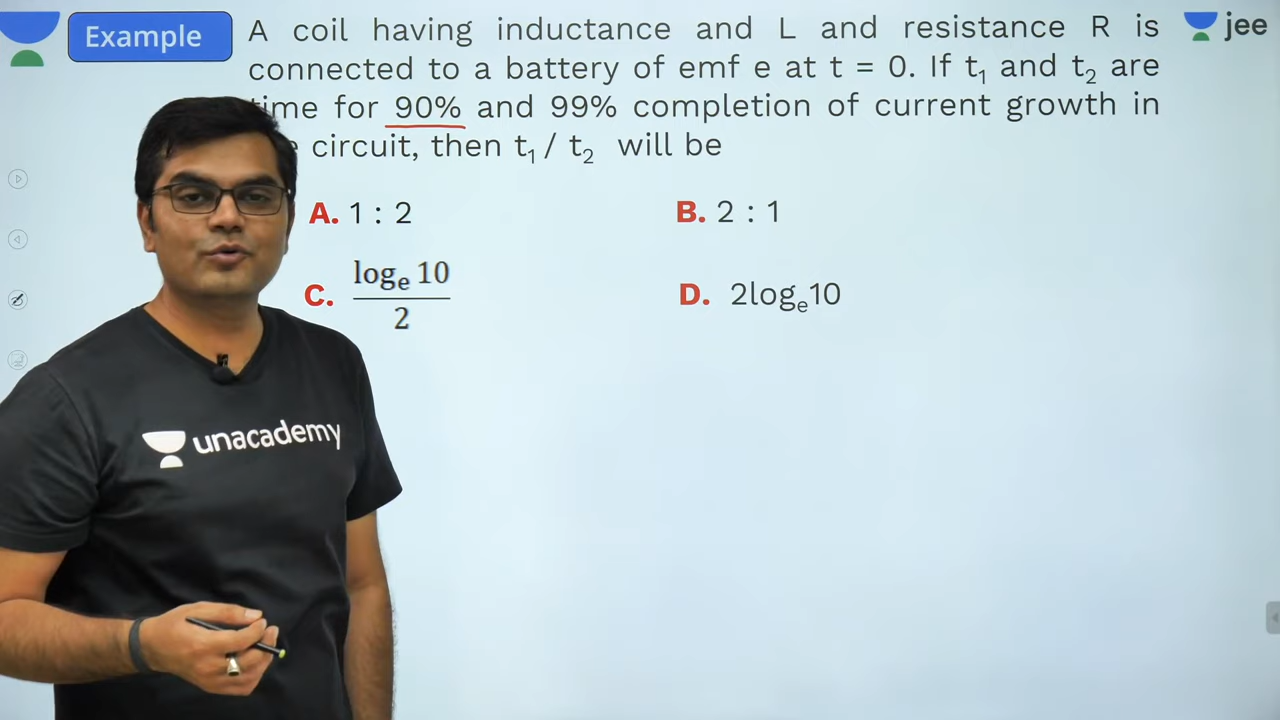 Example
A coil having inductance and L and resistance R is
jee
connected to a battery of emf e at t = 0. If t₁ and t₂ are
time for 90% and 99% completion of current growth in
circuit, then t₁ / t₂ will be
A. 1 : 2
B. 2 : 1
C. logₑ 10 / 2
D. 2logₑ10
unacademy